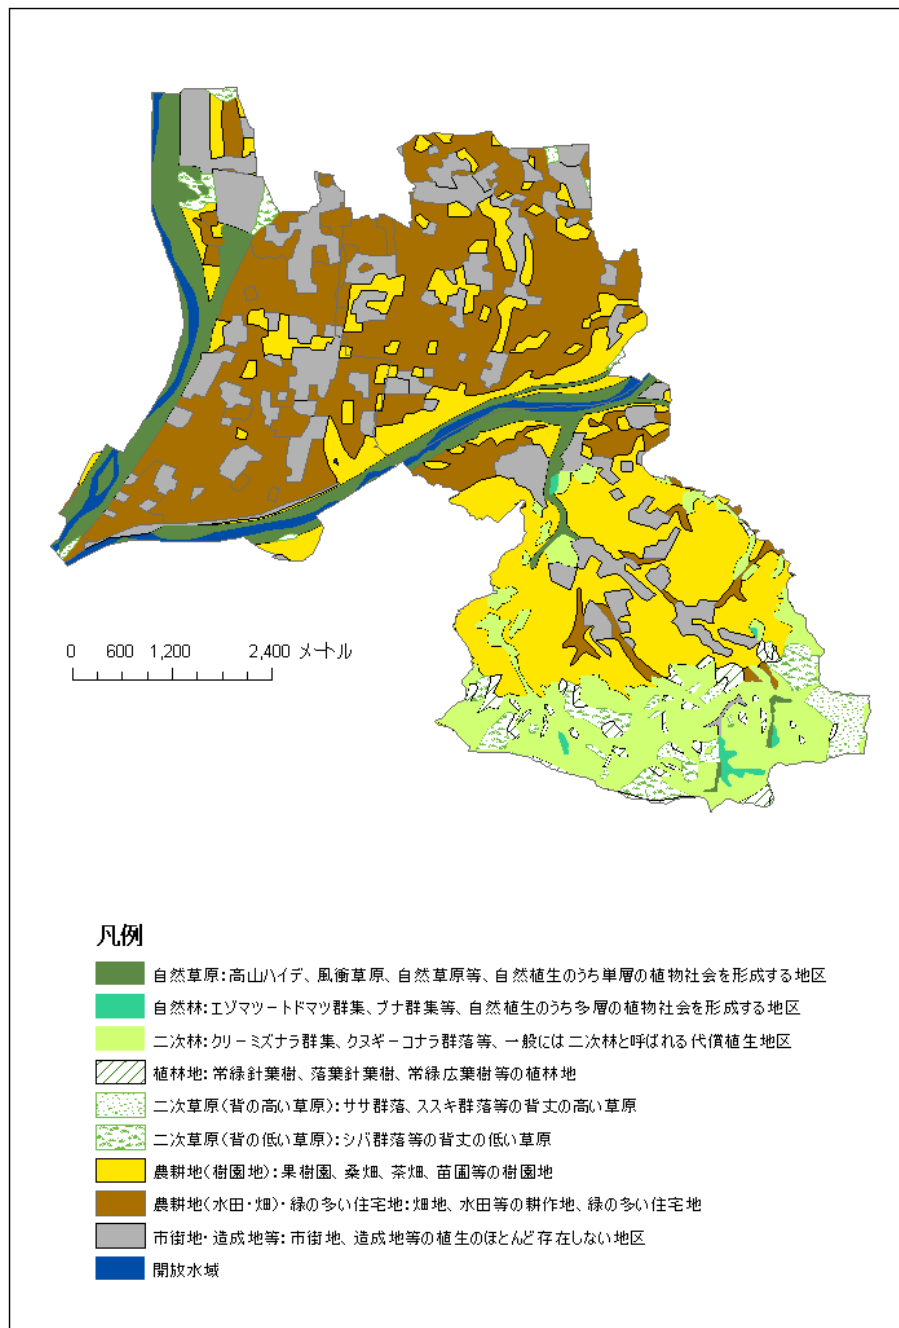 0 600 1,200 2,400 メートル
凡例
自然草原:高山ハイデ、風衝草原、自然草原等、自然植生のうち単層の植物社会を形成する地区
自然林:エゾマツートドマツ群集、ブナ群集等、自然植生のうち多層の植物社会を形成する地区
二次林:クリーミズナラ群集、クヌギーコナラ群落等、一般には二次林と呼ばれる代償植生地区
植林地:常緑針葉樹、落葉針葉樹、常緑広葉樹等の植林地
二次草原(背の高い草原):ササ群落、ススキ群落等の背丈の高い草原
二次草原(背の低い草原):シバ群落等の背丈の低い草原
農耕地(樹園地):果樹園、桑畑、茶畑、苗圃等の樹園地
農耕地(水田・畑)・緑の多い住宅地:畑地、水田等の耕作地、緑の多い住宅地
市街地・造成地等:市街地、造成地等の植生のほとんど存在しない地区
開放水域